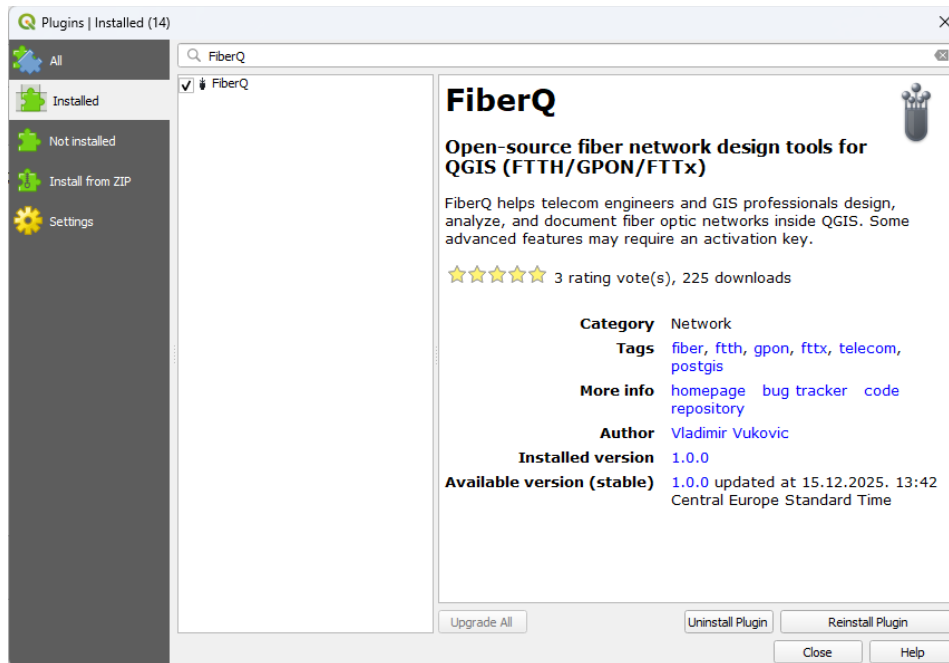 Plugins | Installed (14)
All
Installed
Not installed
Install from ZIP
Settings
FiberQ
FiberQ
FiberQ
Open-source fiber network design tools for
QGIS (FTTH/GPON/FTTx)
FiberQ helps telecom engineers and GIS professionals design,
analyze, and document fiber optic networks inside QGIS. Some
advanced features may require an activation key.
3 rating vote(s), 225 downloads
Category Network
Tags fiber, ftth, gpon, fttx, telecom,
postgis
More info homepage bug tracker code
repository
Author Vladimir Vukovic
Installed version 1.0.0
Available version (stable) 1.0.0 updated at 15.12.2025. 13:42
Central Europe Standard Time
Upgrade All Uninstall Plugin Reinstall Plugin
Close Help